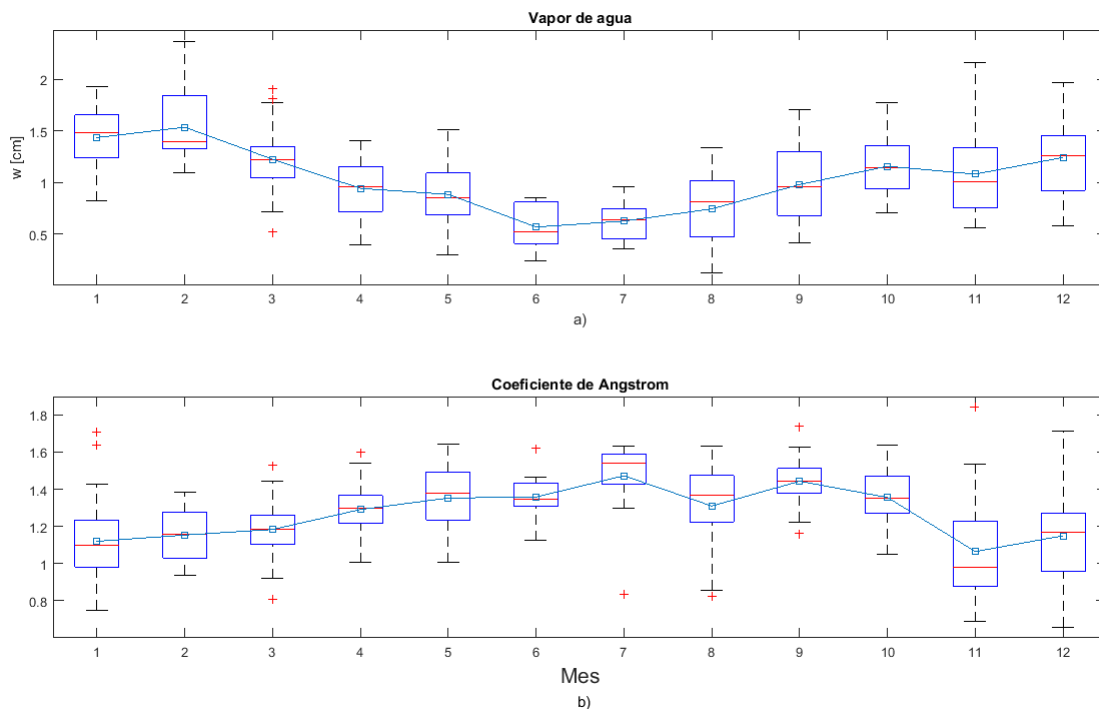 Vapor de agua
w [cm]
2
1.5
1
0.5
1 2 3 4 5 6 7 8 9 10 11 12
a)
Coeficiente de Angstrom
1.8
1.6
1.4
1.2
1
0.8
1 2 3 4 5 6 7 8 9 10 11 12
Mes
b)